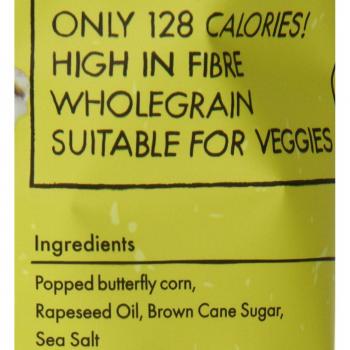 ONLY 128 CALORIES!
HIGH IN FIBRE
WHOLEGRAIN
SUITABLE FOR VEGGIES
Ingredients
Popped butterfly corn,
Rapeseed Oil, Brown Cane Sugar,
Sea Salt